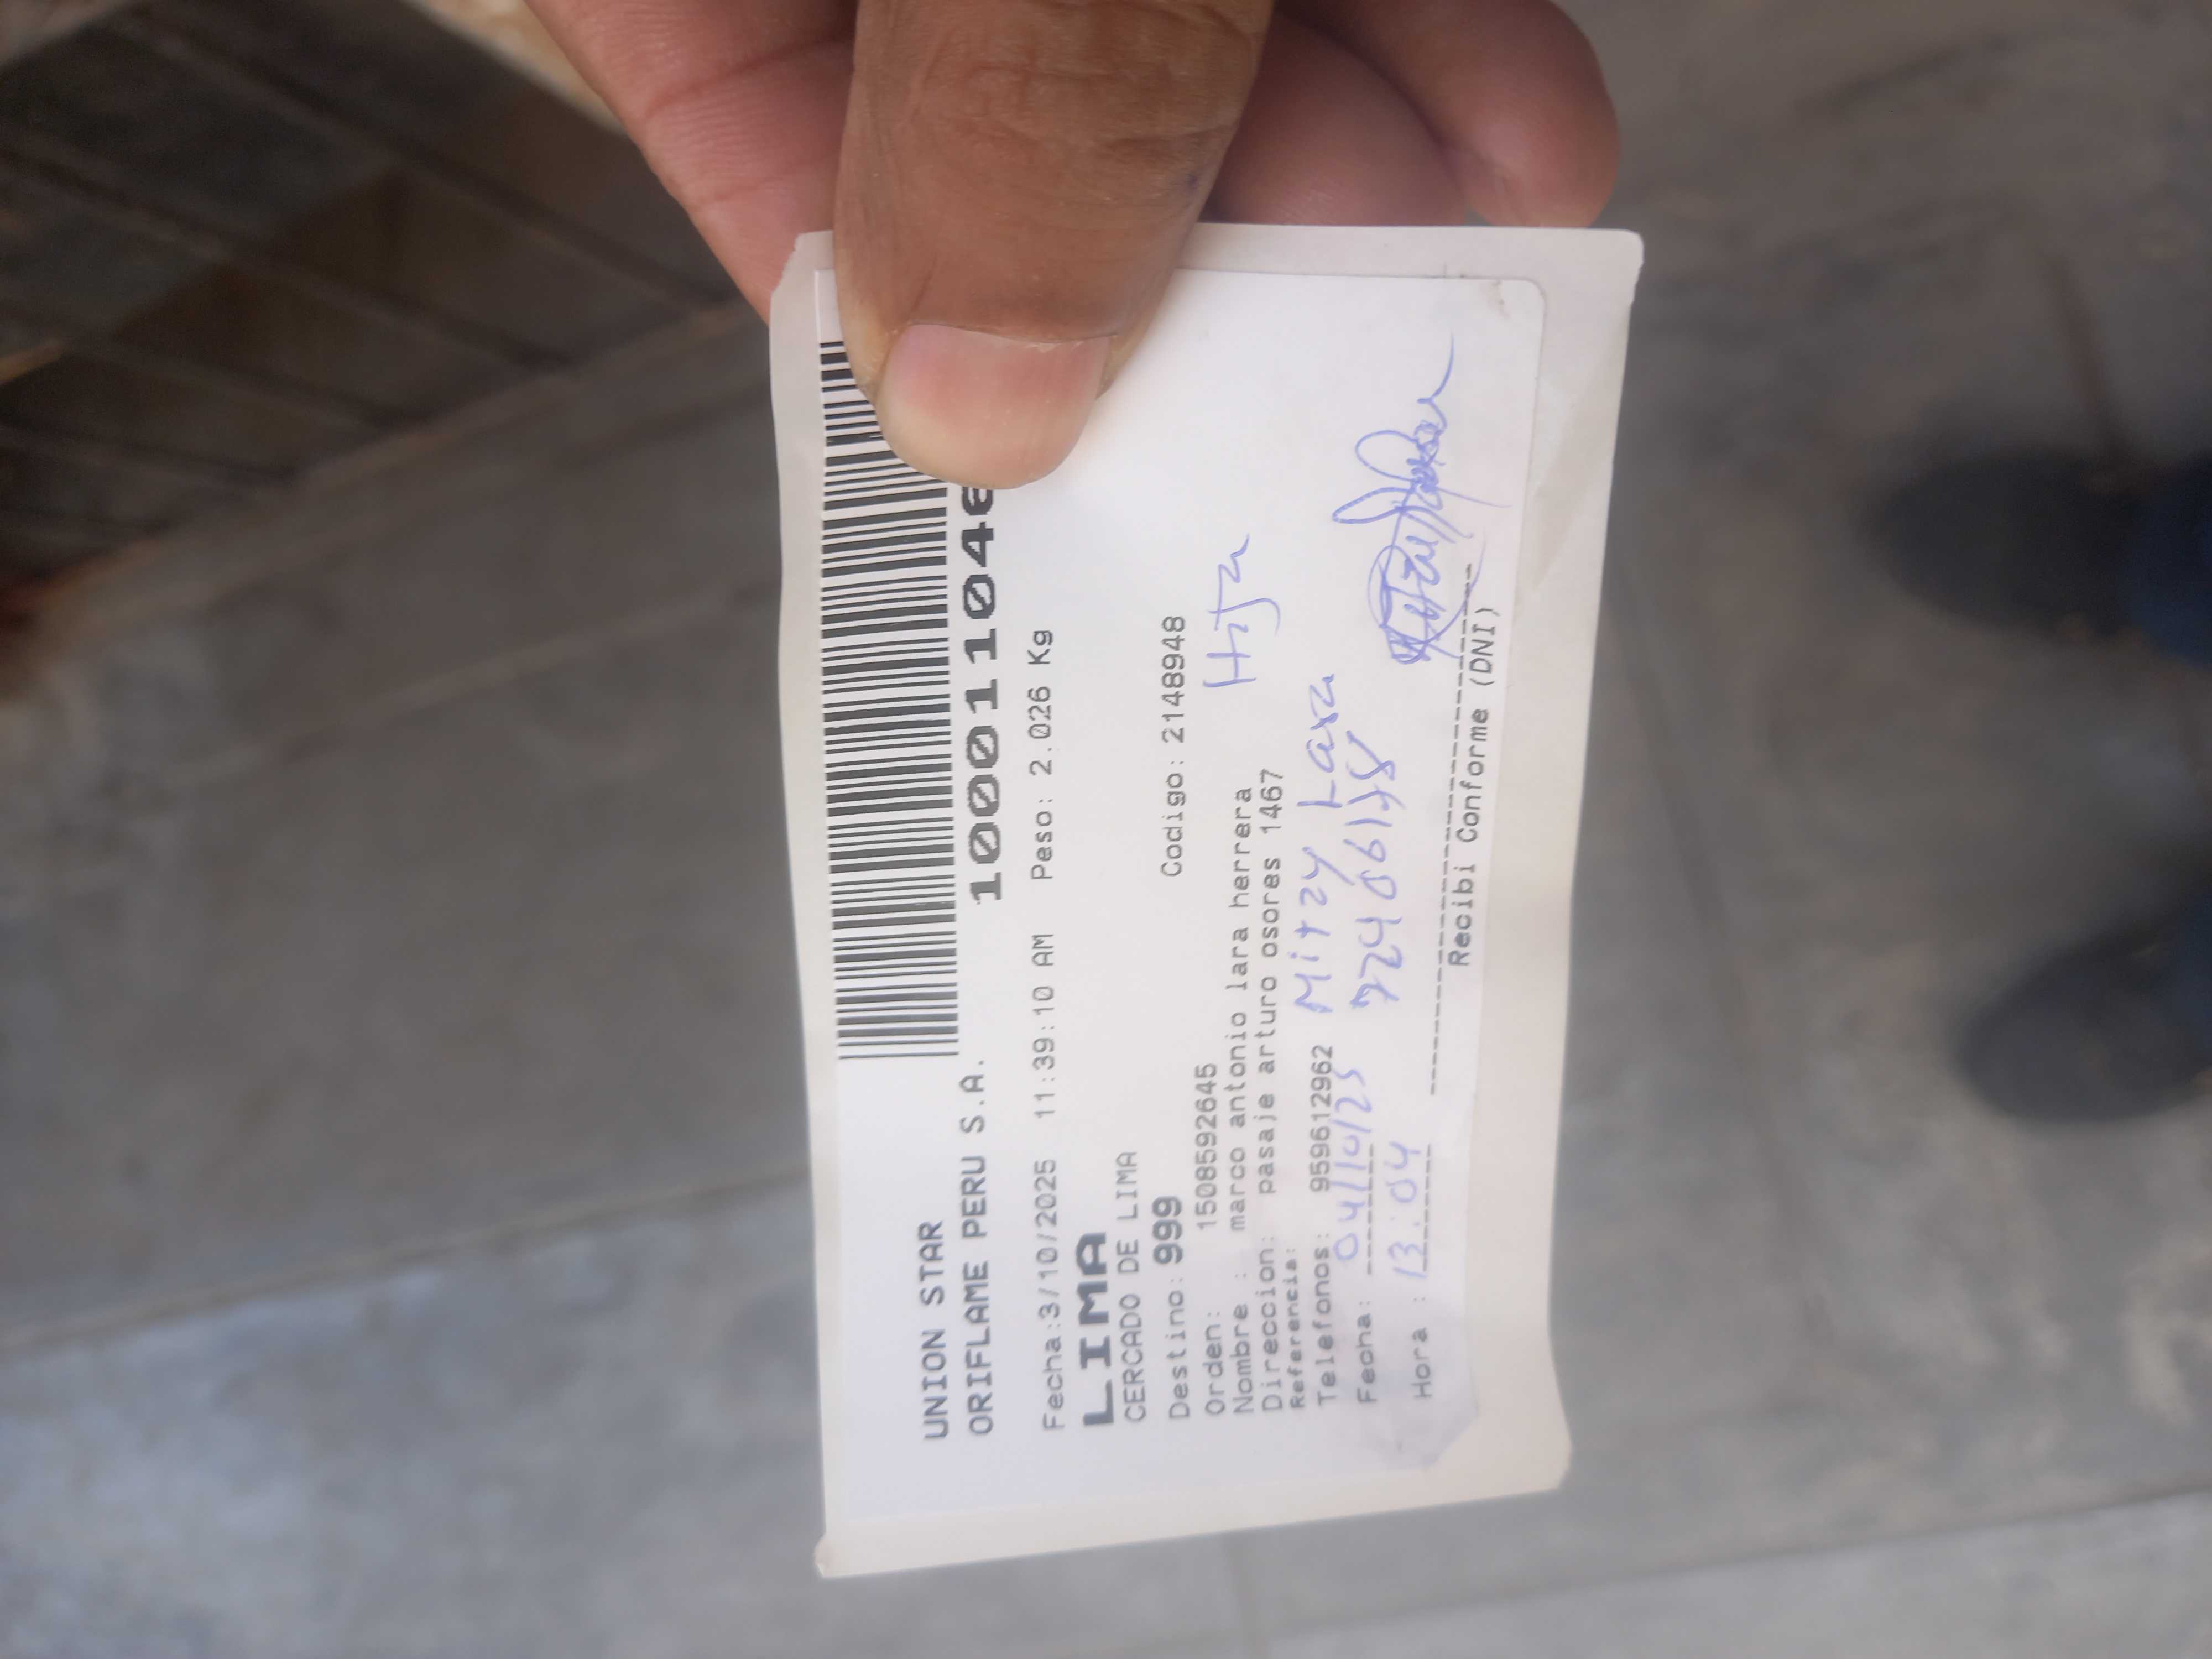 UNION STAR
ORIFLAME PERU S.A.
Fecha:3/10/2025 11:39:10 AM Peso: 2.026 Kg
LIMA
CERCADO DE LIMA
Destino: 999 Codigo: 2148948
Orden: 1508592645
Nombre : marco antonio lara herrera Hija
Direccion: pasaje arturo osores 1467
Referencia:
Telefonos: 959612962 Mitzy Lara
Fecha: 04/10/25
Hora : 13:04
Recibi Conforme (DNI)